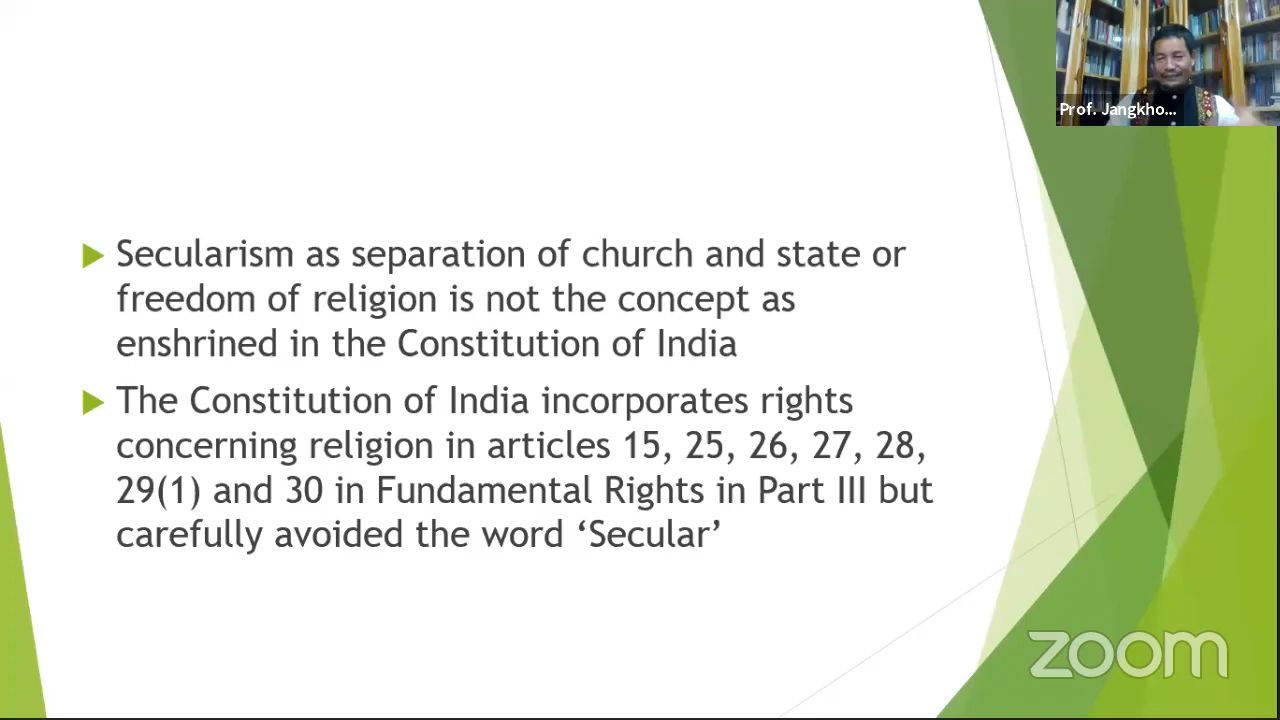 Prof. Jangkho...
Secularism as separation of church and state or
freedom of religion is not the concept as
enshrined in the Constitution of India
The Constitution of India incorporates rights
concerning religion in articles 15, 25, 26, 27, 28,
29(1) and 30 in Fundamental Rights in Part III but
carefully avoided the word ‘Secular’
zoom